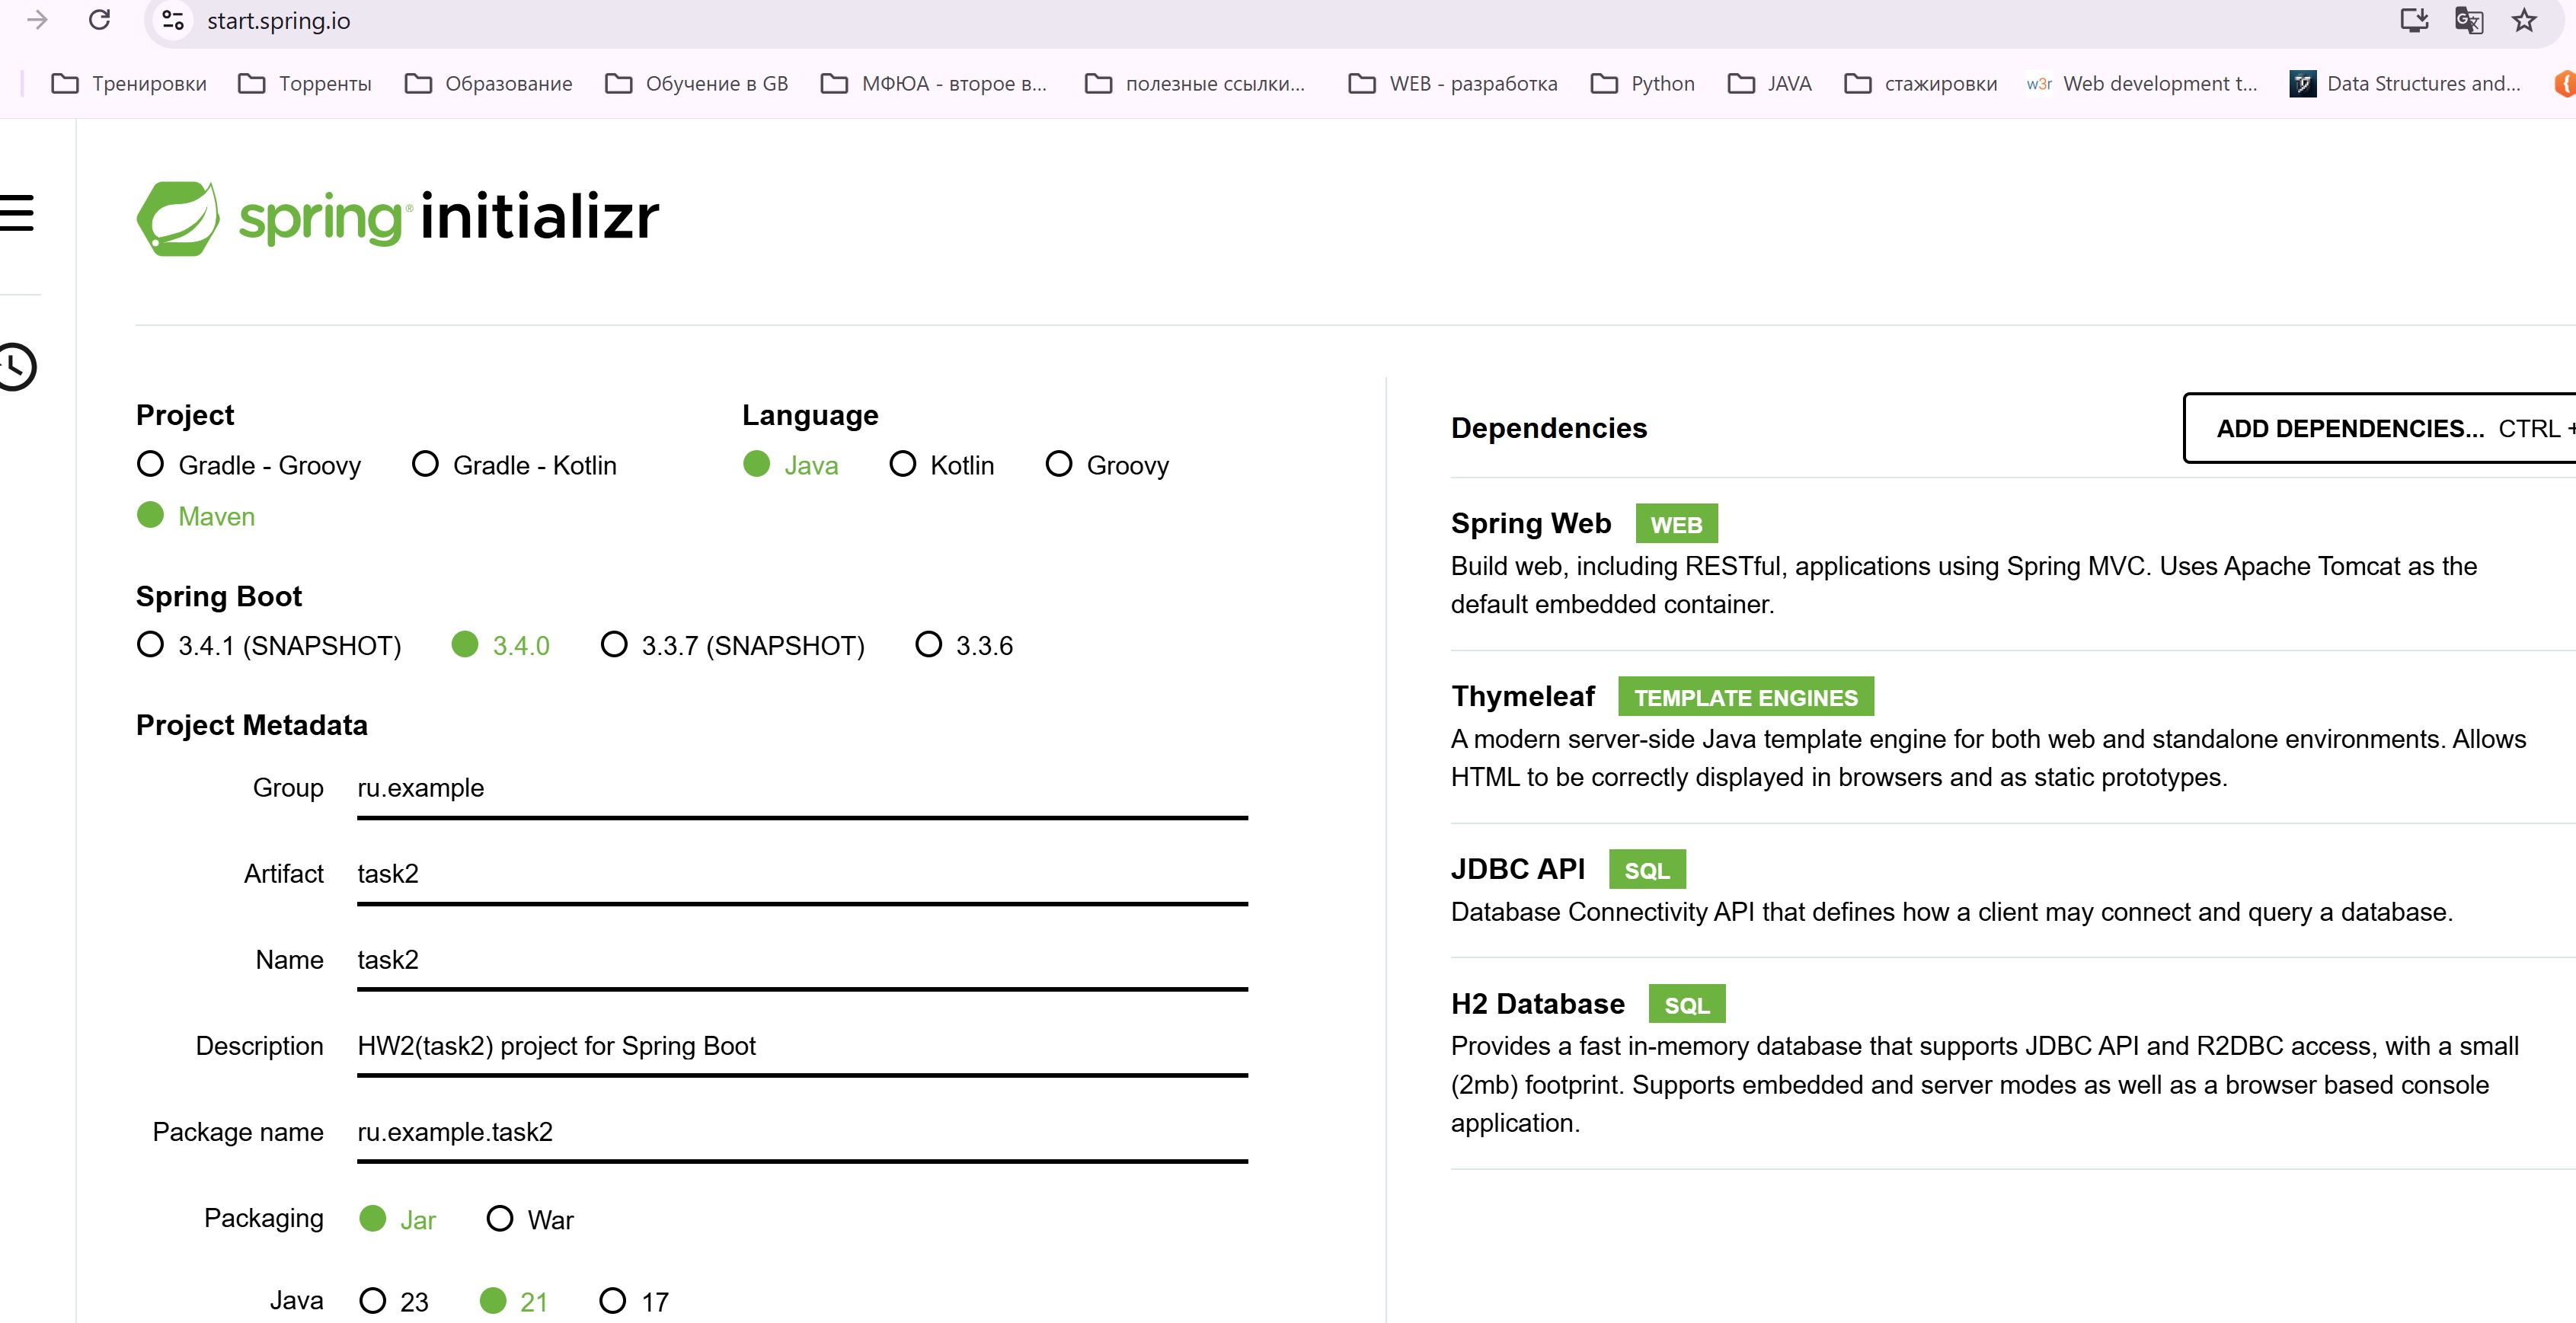 start.spring.io
Тренировки Торренты Образование Обучение в GB МФЮА - второе в... полезные ссылки... WEB - разработка Python JAVA стажировки w3r Web development t... Data Structures and...
spring® initializr
Project
Gradle - Groovy Gradle - Kotlin
Maven
Language
Java Kotlin Groovy
Spring Boot
3.4.1 (SNAPSHOT) 3.4.0 3.3.7 (SNAPSHOT) 3.3.6
Project Metadata
Group ru.example
Artifact task2
Name task2
Description HW2(task2) project for Spring Boot
Package name ru.example.task2
Packaging Jar War
Java 23 21 17
Dependencies
ADD DEPENDENCIES... CTRL +
Spring Web WEB
Build web, including RESTful, applications using Spring MVC. Uses Apache Tomcat as the
default embedded container.
Thymeleaf TEMPLATE ENGINES
A modern server-side Java template engine for both web and standalone environments. Allows
HTML to be correctly displayed in browsers and as static prototypes.
JDBC API SQL
Database Connectivity API that defines how a client may connect and query a database.
H2 Database SQL
Provides a fast in-memory database that supports JDBC API and R2DBC access, with a small
(2mb) footprint. Supports embedded and server modes as well as a browser based console
application.